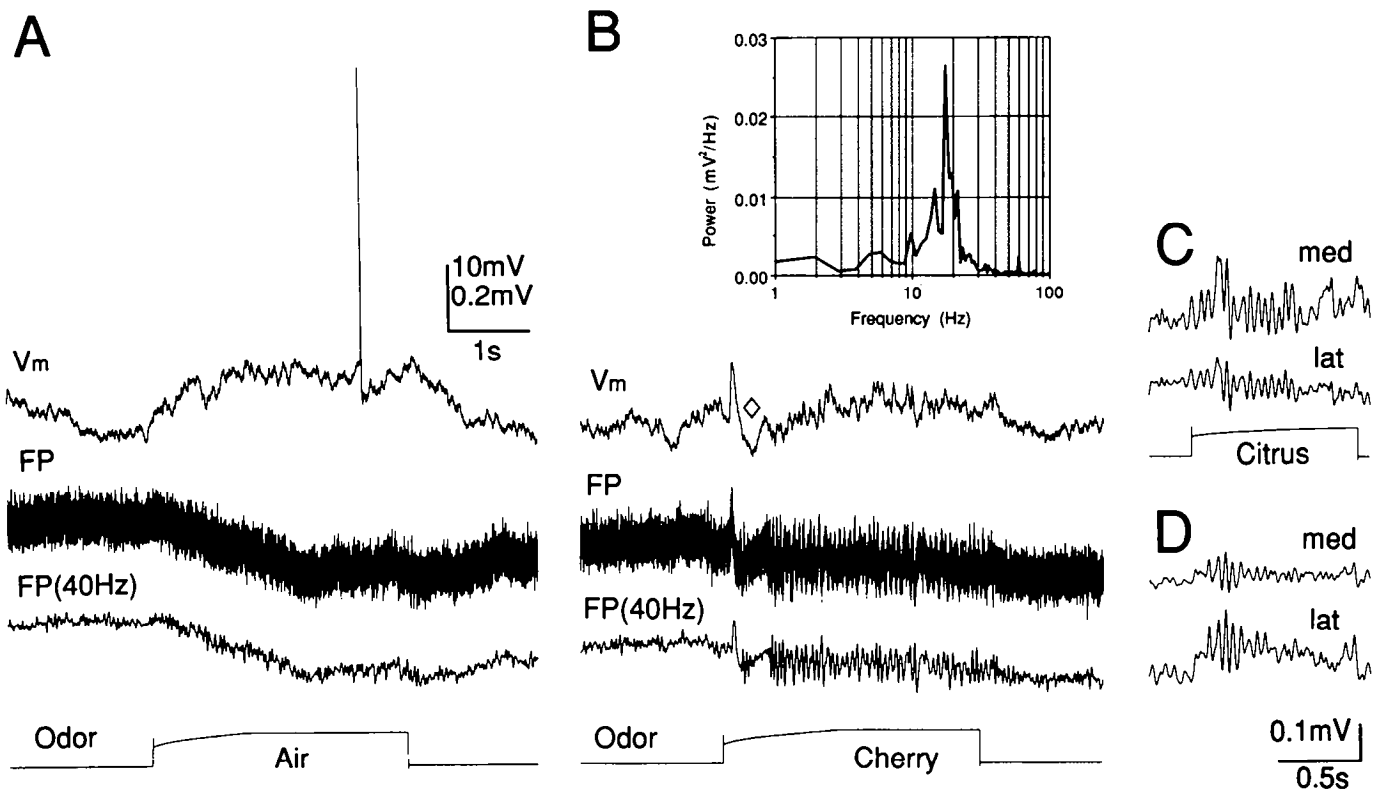 A
10mV
0.2mV
1s
Vm
FP
FP(40Hz)
Odor
Air
B
0.03
0.02
0.01
0.00
Power (mV²/Hz)
1
10
100
Frequency (Hz)
Vm
FP
FP(40Hz)
Odor
Cherry
C
med
lat
Citrus
D
med
lat
0.1mV
0.5s